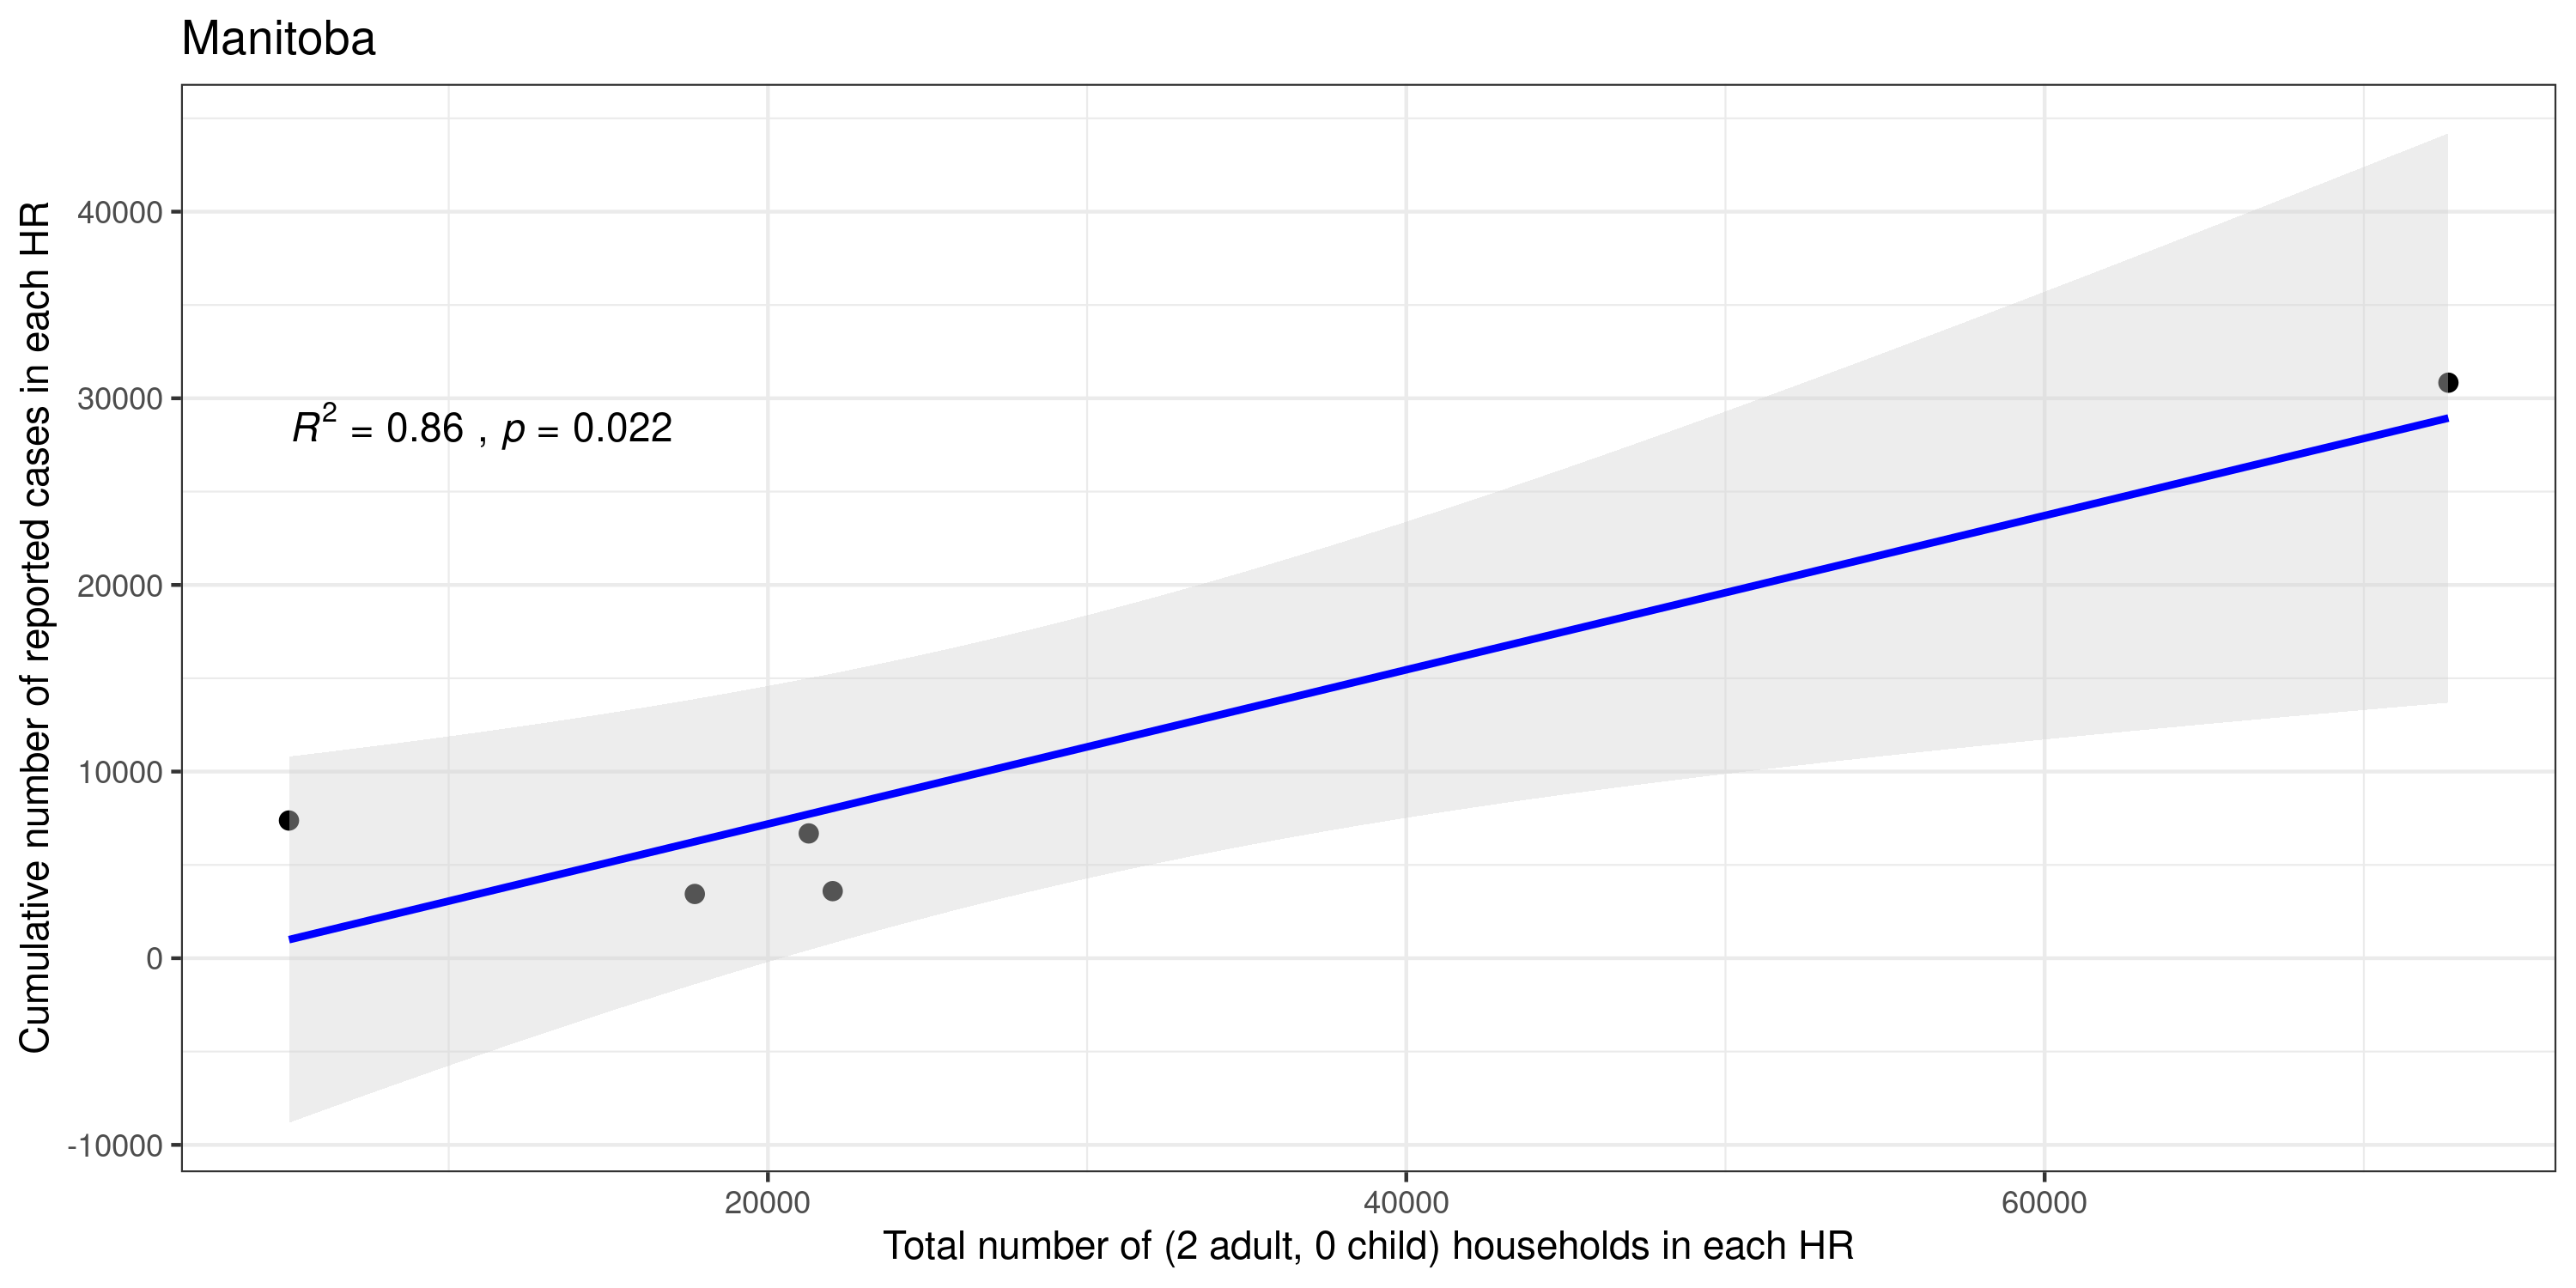 Manitoba
Cumulative number of reported cases in each HR
40000
30000
20000
10000
0
-10000
R² = 0.86 , p = 0.022
20000
40000
60000
Total number of (2 adult, 0 child) households in each HR